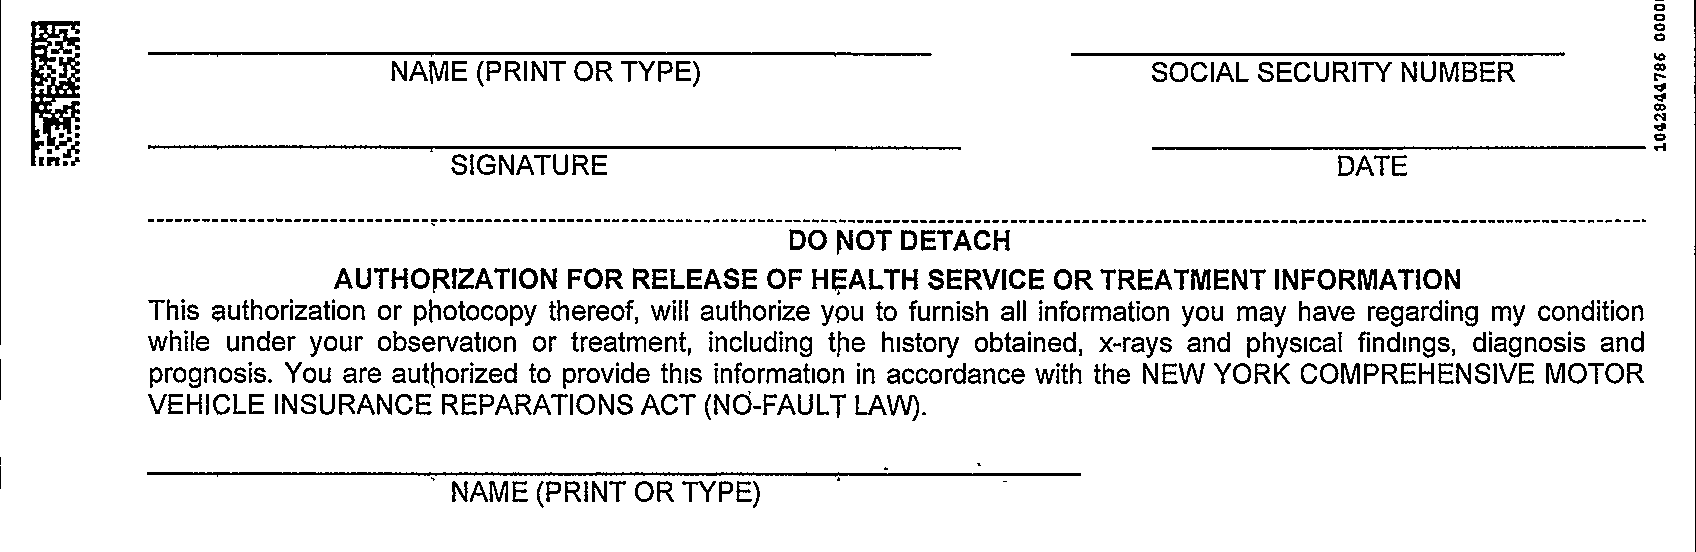 NAME (PRINT OR TYPE) SOCIAL SECURITY NUMBER
SIGNATURE DATE
DO NOT DETACH
AUTHORIZATION FOR RELEASE OF HEALTH SERVICE OR TREATMENT INFORMATION
This authorization or photocopy thereof, will authorize you to furnish all information you may have regarding my condition
while under your observation or treatment, including the history obtained, x-rays and physical findings, diagnosis and
prognosis. You are authorized to provide this information in accordance with the NEW YORK COMPREHENSIVE MOTOR
VEHICLE INSURANCE REPARATIONS ACT (NO-FAULT LAW).
NAME (PRINT OR TYPE)
1042844786